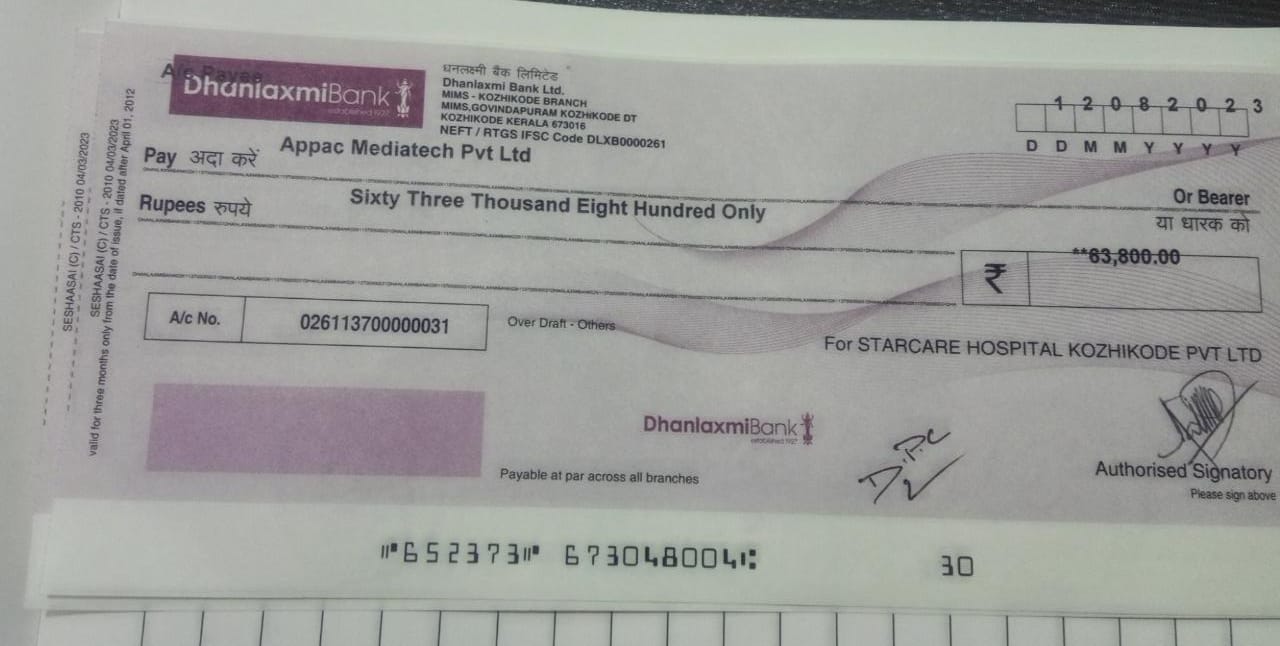 A/c Payee
DhanlaxmiBank
established 1927
धनलक्ष्मी बैंक लिमिटेड
Dhanlaxmi Bank Ltd.
MIMS - KOZHIKODE BRANCH
MIMS,GOVINDAPURAM KOZHIKODE DT
KOZHIKODE KERALA 673016
NEFT / RTGS IFSC Code DLXB0000261
1 2 0 8 2 0 2 3
D D M M Y Y Y Y
Pay अदा करें Appac Mediatech Pvt Ltd
Or Bearer
या धारक को
Rupees रुपये Sixty Three Thousand Eight Hundred Only
₹ **63,800.00
A/c No. 026113700000031
Over Draft - Others
For STARCARE HOSPITAL KOZHIKODE PVT LTD
DhanlaxmiBank
established 1927
Payable at par across all branches
Authorised Signatory
Please sign above
⑈652373⑈ 673048004⑆ 30
SESHAASAI (C) / CTS - 2010 04/03/2023
SESHAASAI (C) / CTS - 2010 04/03/2023
valid for three months only from the date of issue, if dated after April 01, 2012